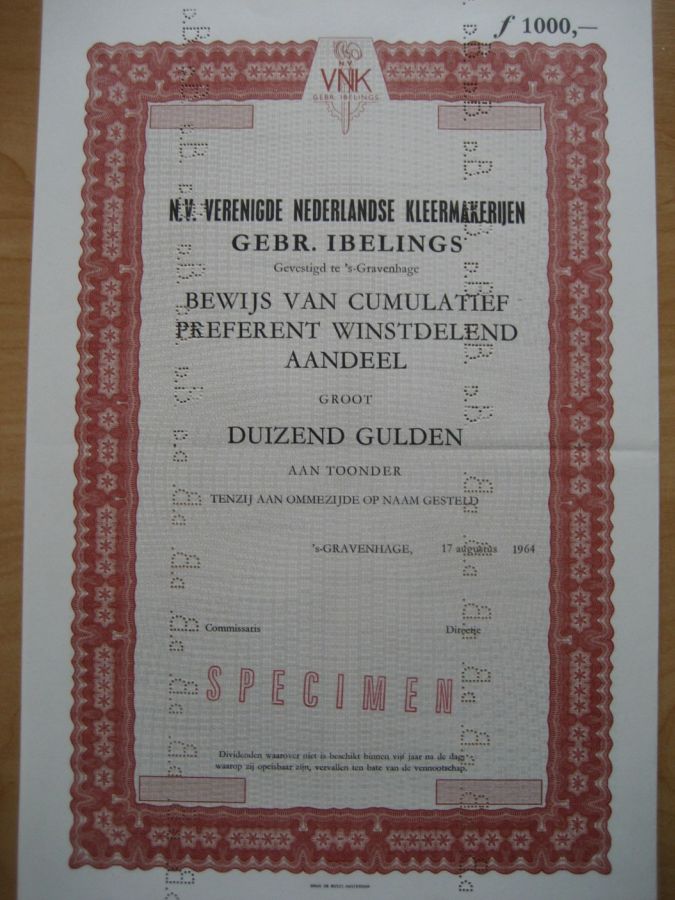 ƒ 1000,—
N.V.
VNK
GEBR. IBELINGS
N.V. VERENIGDE NEDERLANDSE KLEERMAKERIJEN
GEBR. IBELINGS
Gevestigd te 's-Gravenhage
BEWIJS VAN CUMULATIEF
PREFERENT WINSTDELEND
AANDEEL
GROOT
DUIZEND GULDEN
AAN TOONDER
TENZIJ AAN OMMEZIJDE OP NAAM GESTELD
's-GRAVENHAGE, 17 augustus 1964
Commissaris Directie
SPECIMEN
Dividenden waarover niet is beschikt binnen vijf jaar na de dag,
waarop zij opeisbaar zijn, vervallen ten bate van de vennootschap.